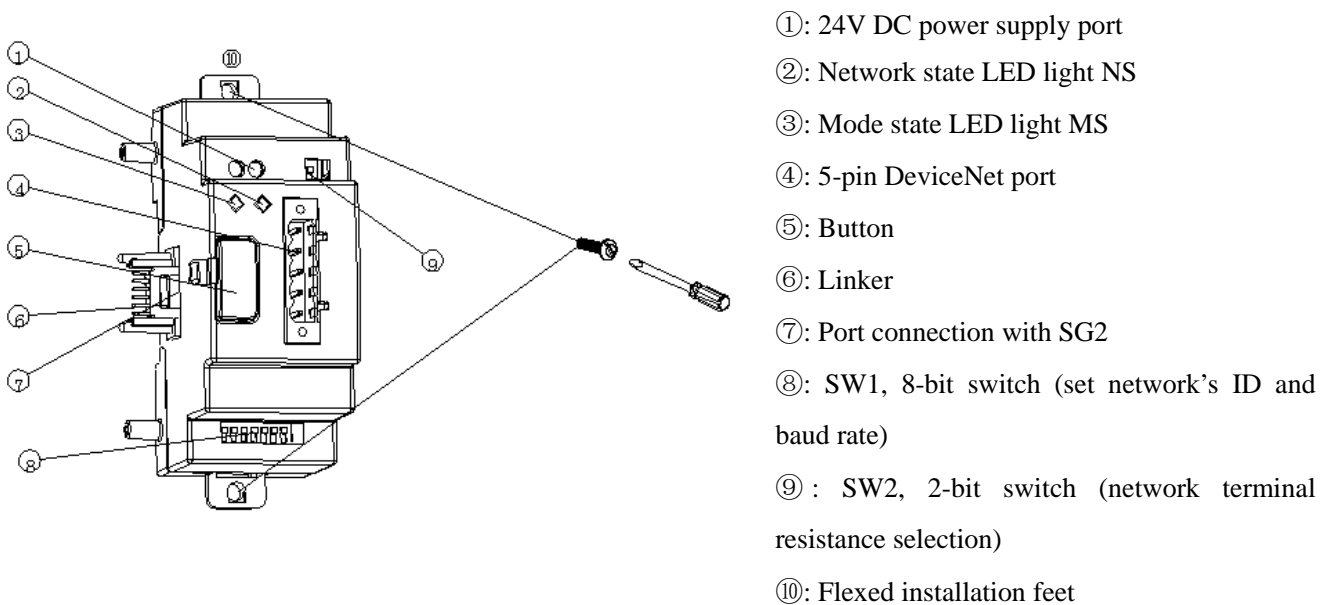 ①
②
③
④
⑤
⑥
⑦
⑧
⑨
⑩
①: 24V DC power supply port
②: Network state LED light NS
③: Mode state LED light MS
④: 5-pin DeviceNet port
⑤: Button
⑥: Linker
⑦: Port connection with SG2
⑧: SW1, 8-bit switch (set network’s ID and
baud rate)
⑨ : SW2, 2-bit switch (network terminal
resistance selection)
⑩: Flexed installation feet